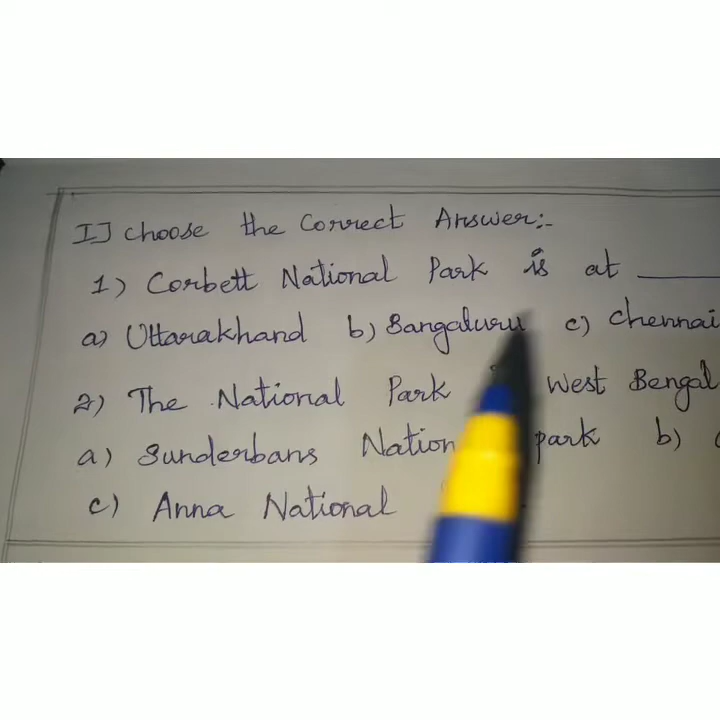 I] choose the Correct Answer:-
1) Corbett National Park is at ____
a) Uttarakhand b) Bangaluru c) Chennai
2) The National Park West Bengal
a) Sunderbans Nation park b)
c) Anna National